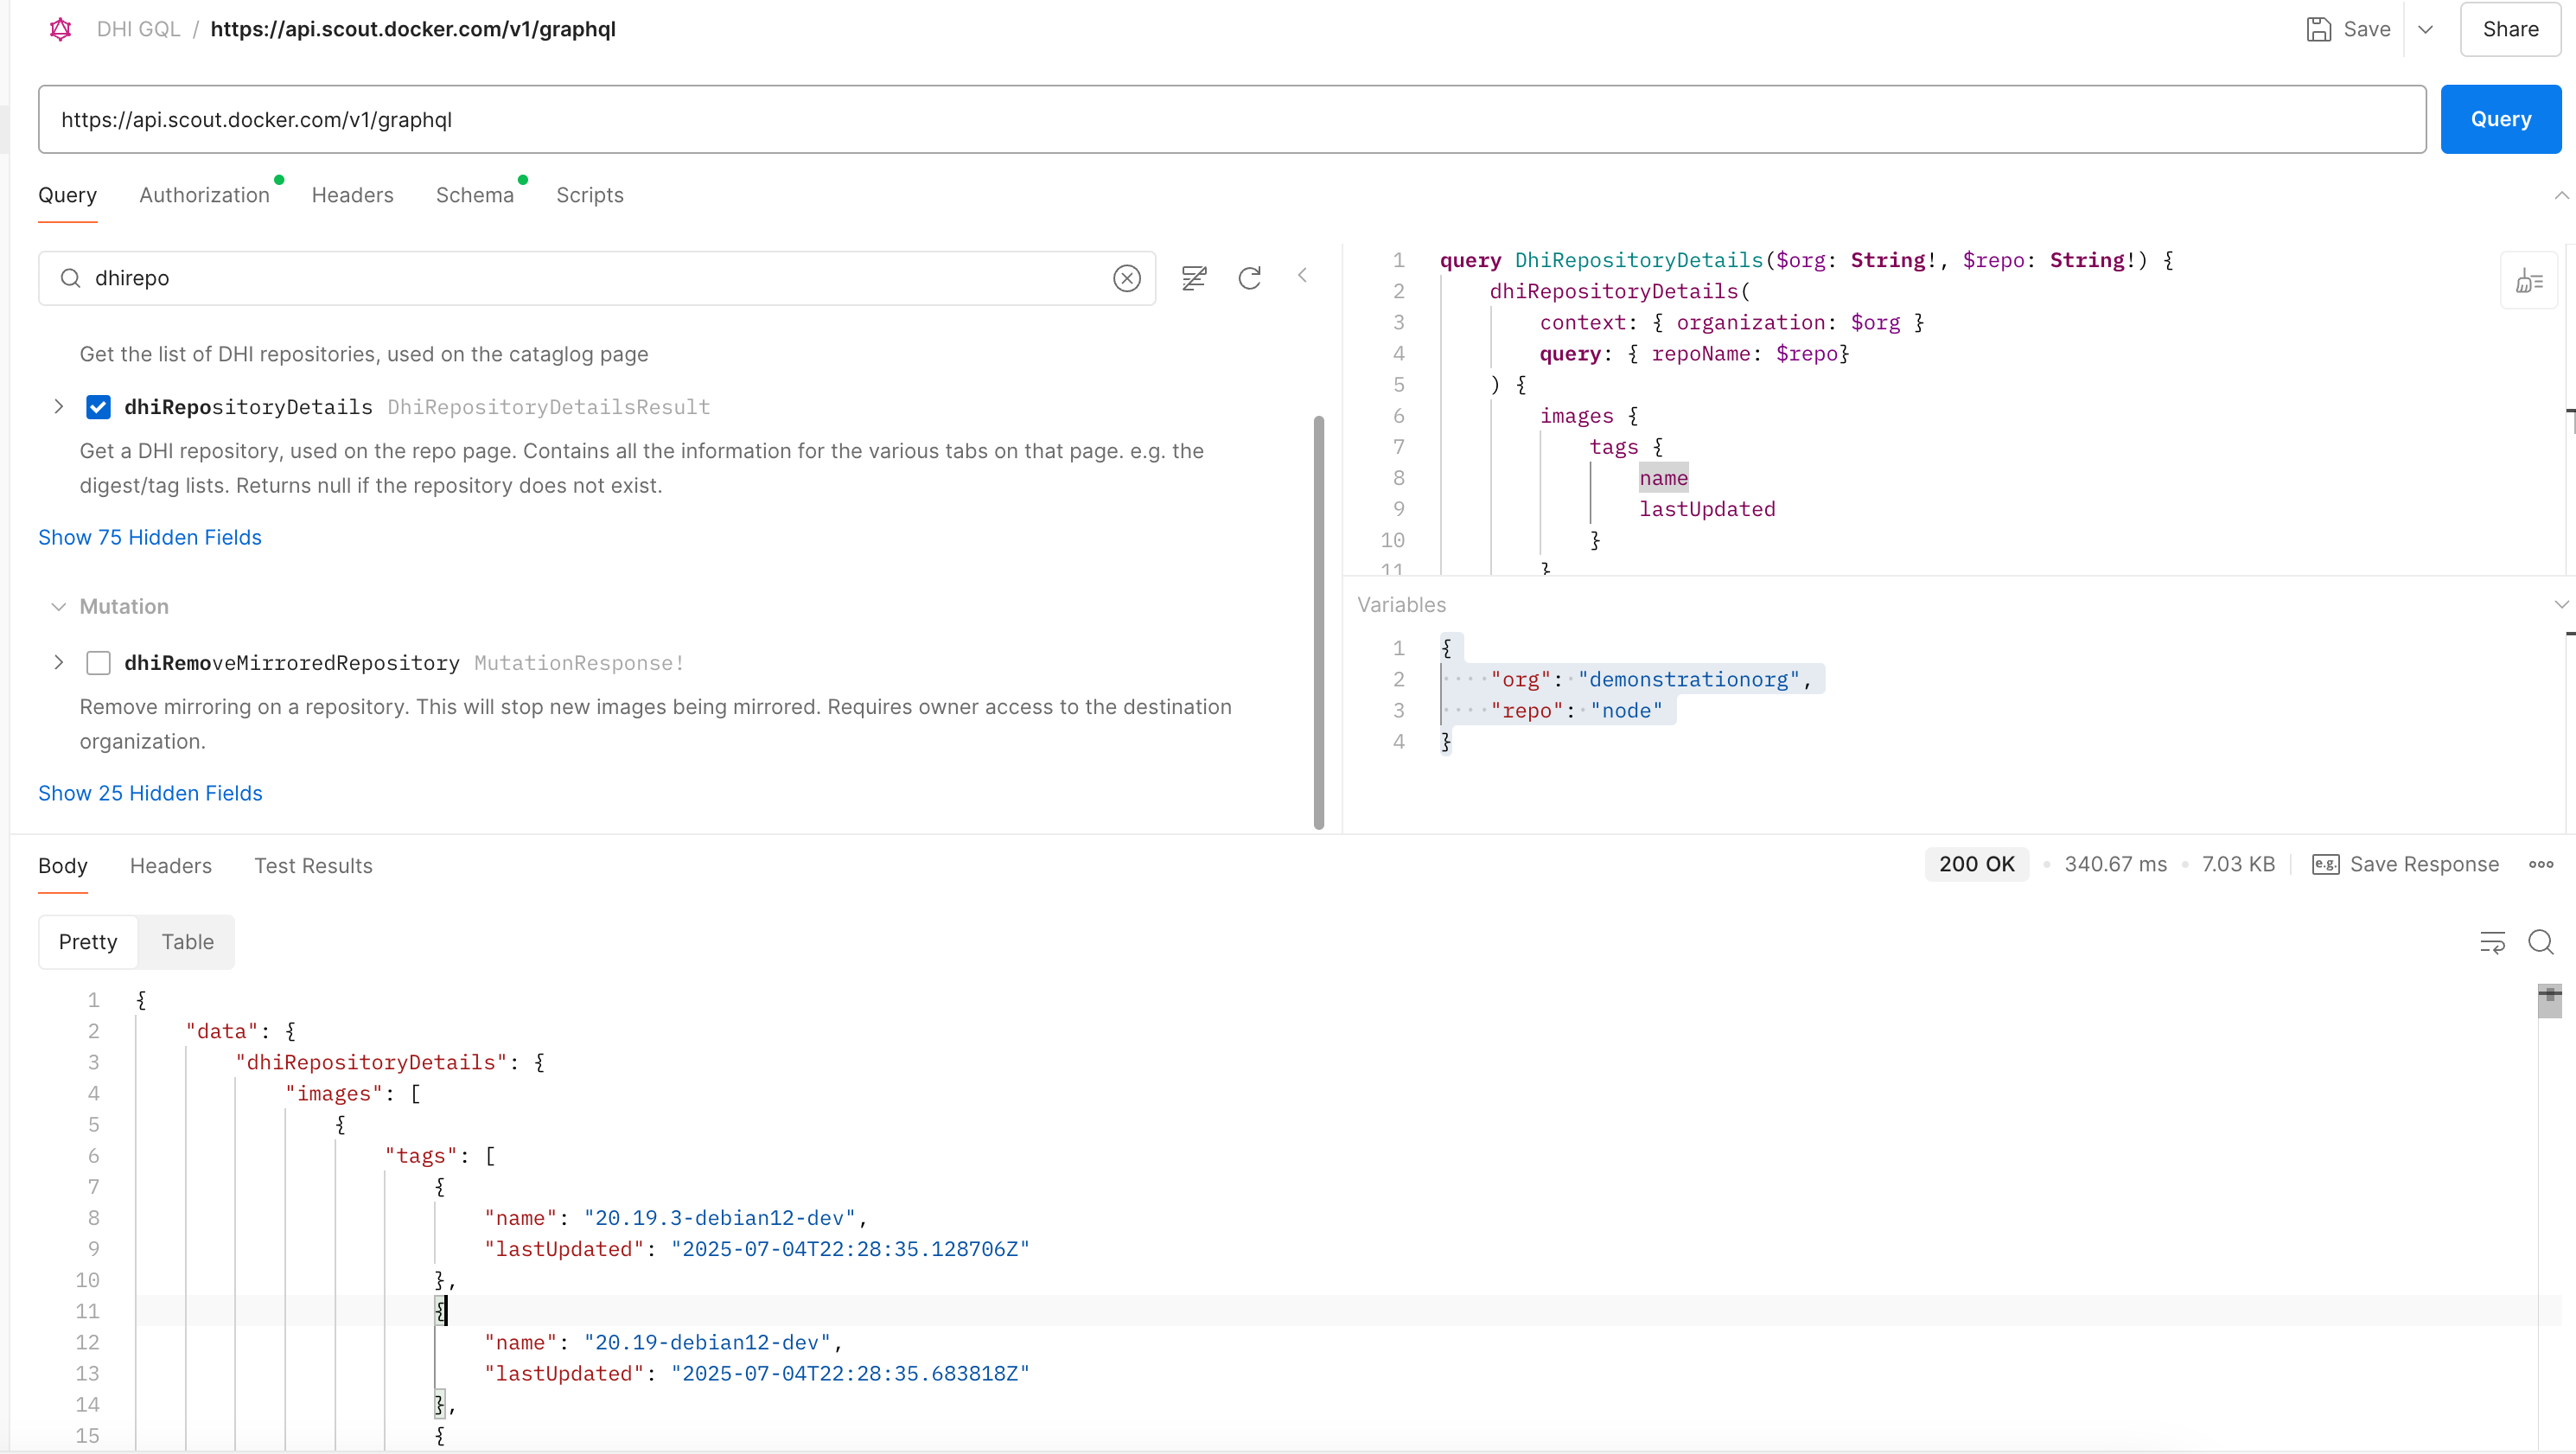 DHI GQL / https://api.scout.docker.com/v1/graphql
Save
Share
https://api.scout.docker.com/v1/graphql
Query
Query Authorization Headers Schema Scripts
dhirepo
Get the list of DHI repositories, used on the cataglog page
dhiRepositoryDetails DhiRepositoryDetailsResult
Get a DHI repository, used on the repo page. Contains all the information for the various tabs on that page. e.g. the
digest/tag lists. Returns null if the repository does not exist.
Show 75 Hidden Fields
Mutation
dhiRemoveMirroredRepository MutationResponse!
Remove mirroring on a repository. This will stop new images being mirrored. Requires owner access to the destination
organization.
Show 25 Hidden Fields
1 query DhiRepositoryDetails($org: String!, $repo: String!) {
2 dhiRepositoryDetails(
3 context: { organization: $org }
4 query: { repoName: $repo}
5 ) {
6 images {
7 tags {
8 name
9 lastUpdated
10 }
11 }
Variables
1 {
2 "org": "demonstrationorg",
3 "repo": "node"
4 }
Body Headers Test Results
200 OK • 340.67 ms • 7.03 KB
e.g. Save Response
Pretty Table
1 {
2 "data": {
3 "dhiRepositoryDetails": {
4 "images": [
5 {
6 "tags": [
7 {
8 "name": "20.19.3-debian12-dev",
9 "lastUpdated": "2025-07-04T22:28:35.128706Z"
10 },
11 {
12 "name": "20.19-debian12-dev",
13 "lastUpdated": "2025-07-04T22:28:35.683818Z"
14 },
15 {